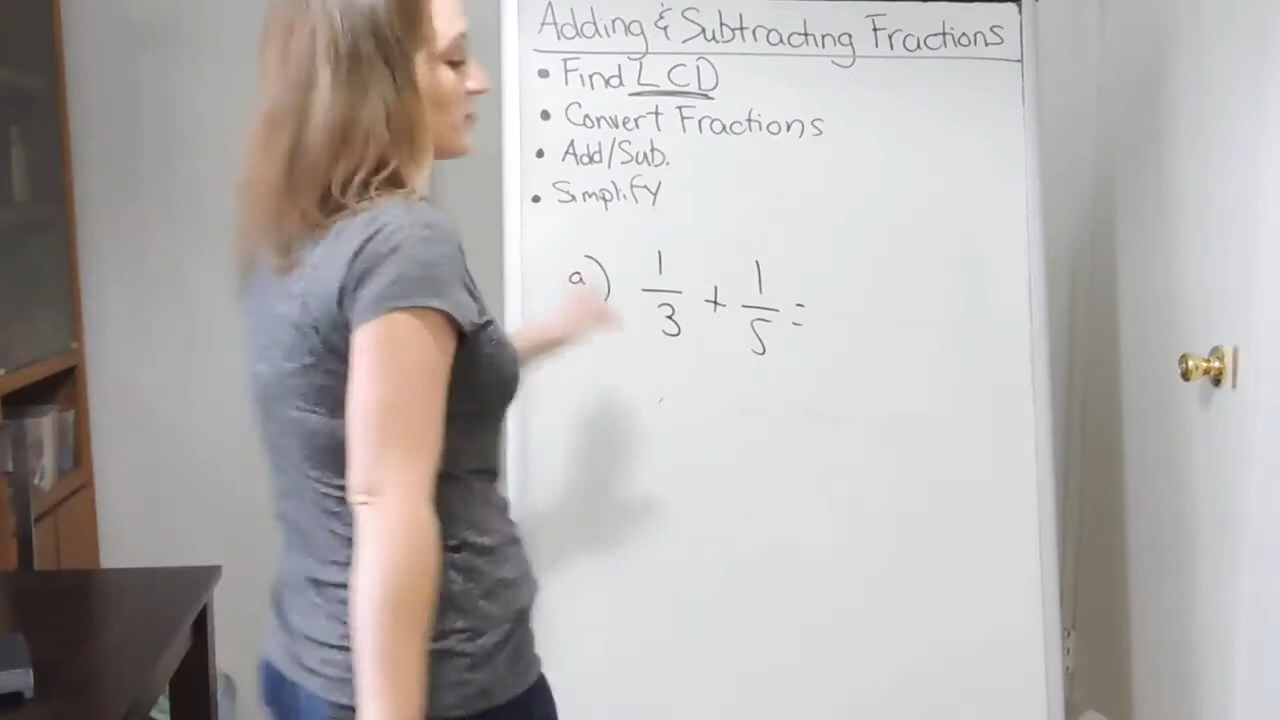 Adding & Subtracting Fractions
• Find LCD
• Convert Fractions
• Add/Sub.
• Simplify
a) 1/3 + 1/5 =